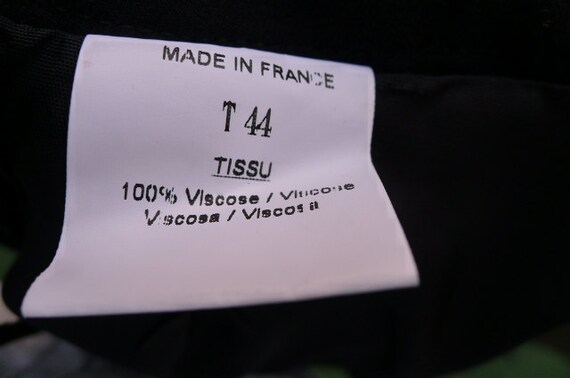 MADE IN FRANCE
T 44
TISSU
100% Viscose / Viscose
Viscosa / Viscosa